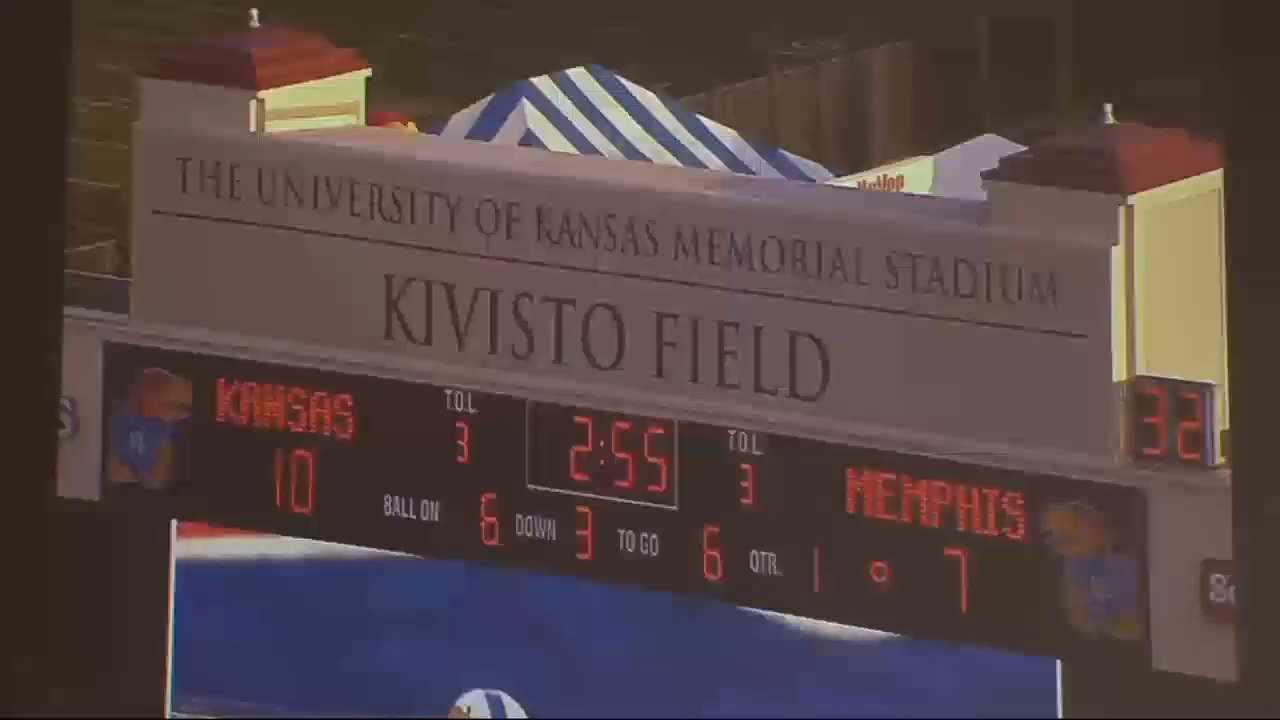 HyVee
THE UNIVERSITY OF KANSAS MEMORIAL STADIUM
KIVISTO FIELD
KANSAS T.O.L. 2:55 T.O.L. MEMPHIS 32
10 3 3 7
BALL ON 6 DOWN 3 TO GO 6 QTR. 1